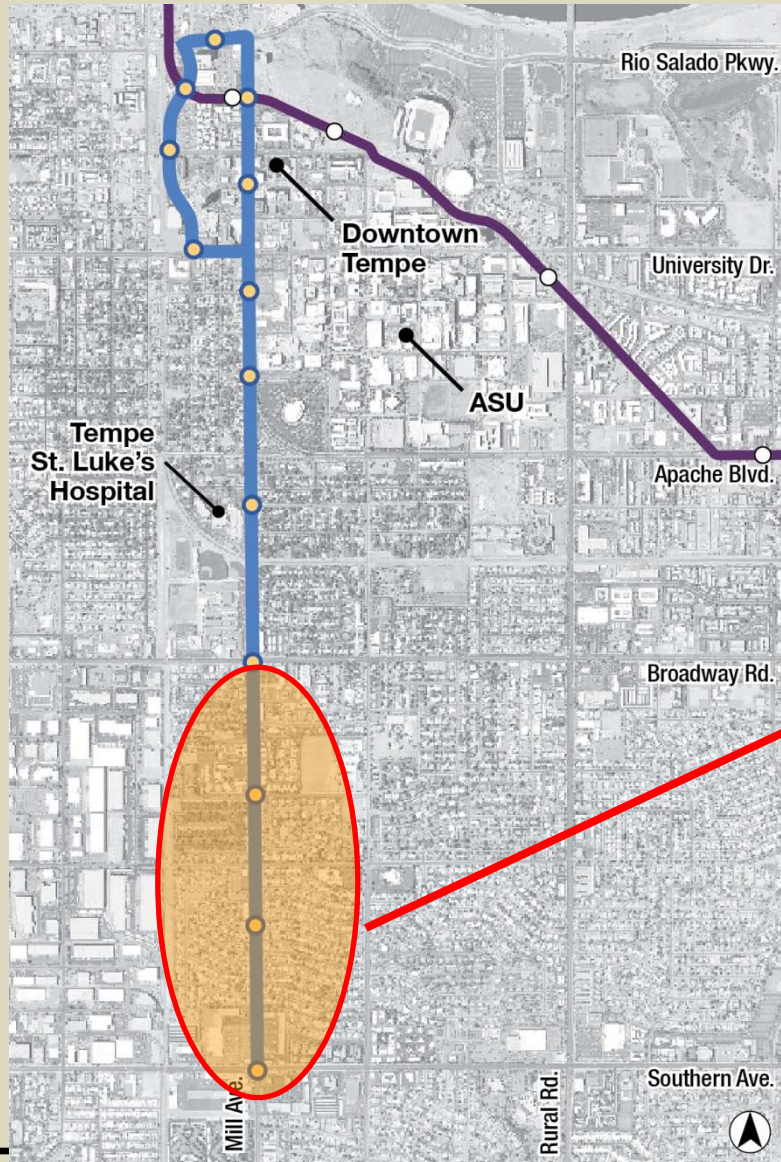 Rio Salado Pkwy.
Downtown
Tempe
University Dr.
ASU
Tempe
St. Luke's
Hospital
Apache Blvd.
Broadway Rd.
Southern Ave.
Mill Ave.
Rural Rd.